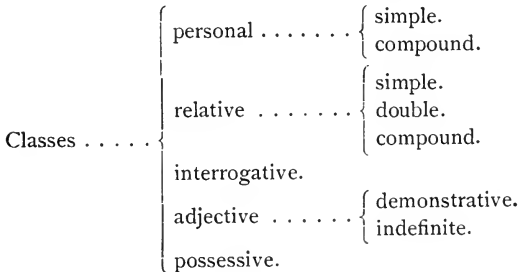 simple.
personal . . . . . . .
compound.
simple.
relative . . . . . . .
double.
compound.
Classes . . . . .
interrogative.
demonstrative.
adjective . . . . . .
indefinite.
possessive.